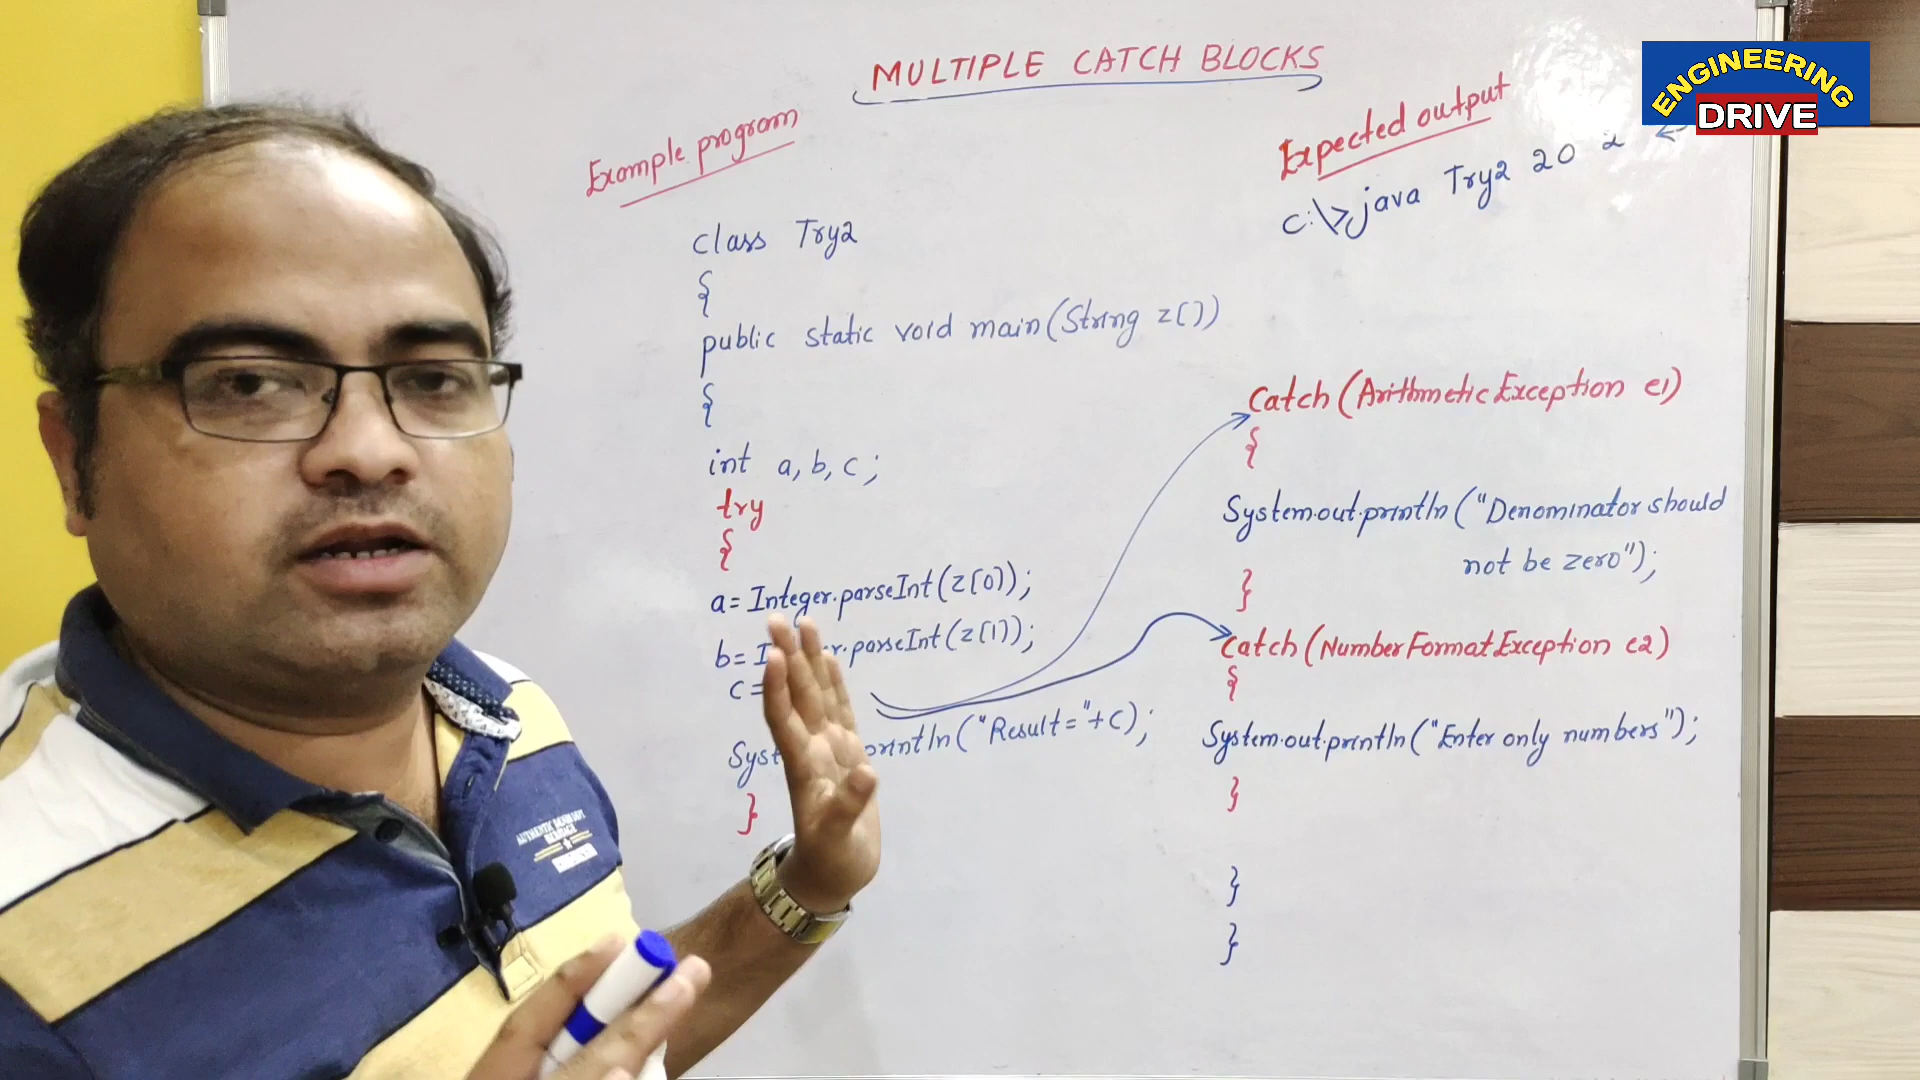 MULTIPLE CATCH BLOCKS
ENGINEERING
DRIVE
Example program
class Try2
{
public static void main(String z[])
{
int a, b, c;
try
{
a= Integer.parseInt(z[0]);
b= I r.parseInt(z[1]);
c=
Syst println("Result="+c);
}
Expected output
c:\>java Try2 20 2 ←
Catch(ArithmeticException e1)
{
System.out.println("Denominator should
not be zero");
}
Catch(NumberFormatException e2)
{
System.out.println("Enter only numbers");
}
}
}